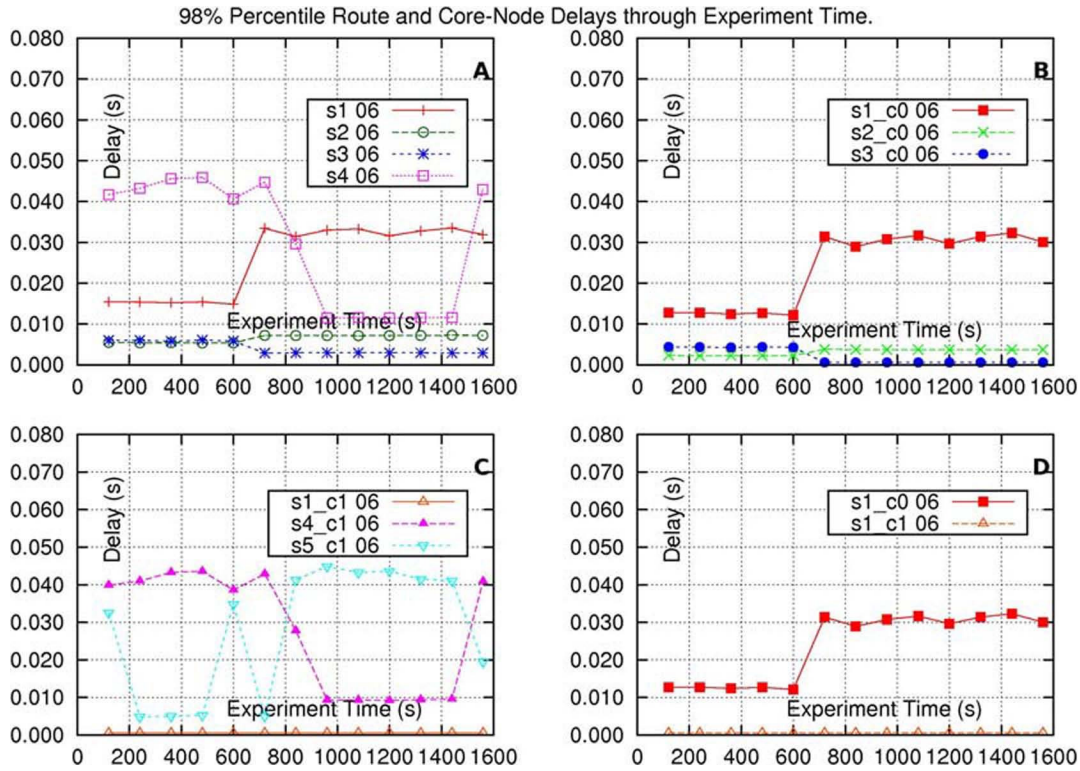 98% Percentile Route and Core-Node Delays through Experiment Time.
A
Delay (s)
s1 06
s2 06
s3 06
s4 06
Experiment Time (s)
0.080
0.070
0.060
0.050
0.040
0.030
0.020
0.010
0.000
0 200 400 600 800 1000 1200 1400 1600
B
Delay (s)
s1_c0 06
s2_c0 06
s3_c0 06
Experiment Time (s)
0.080
0.070
0.060
0.050
0.040
0.030
0.020
0.010
0.000
0 200 400 600 800 1000 1200 1400 1600
C
Delay (s)
s1_c1 06
s4_c1 06
s5_c1 06
Experiment Time (s)
0.080
0.070
0.060
0.050
0.040
0.030
0.020
0.010
0.000
0 200 400 600 800 1000 1200 1400 1600
D
Delay (s)
s1_c0 06
s1_c1 06
Experiment Time (s)
0.080
0.070
0.060
0.050
0.040
0.030
0.020
0.010
0.000
0 200 400 600 800 1000 1200 1400 1600